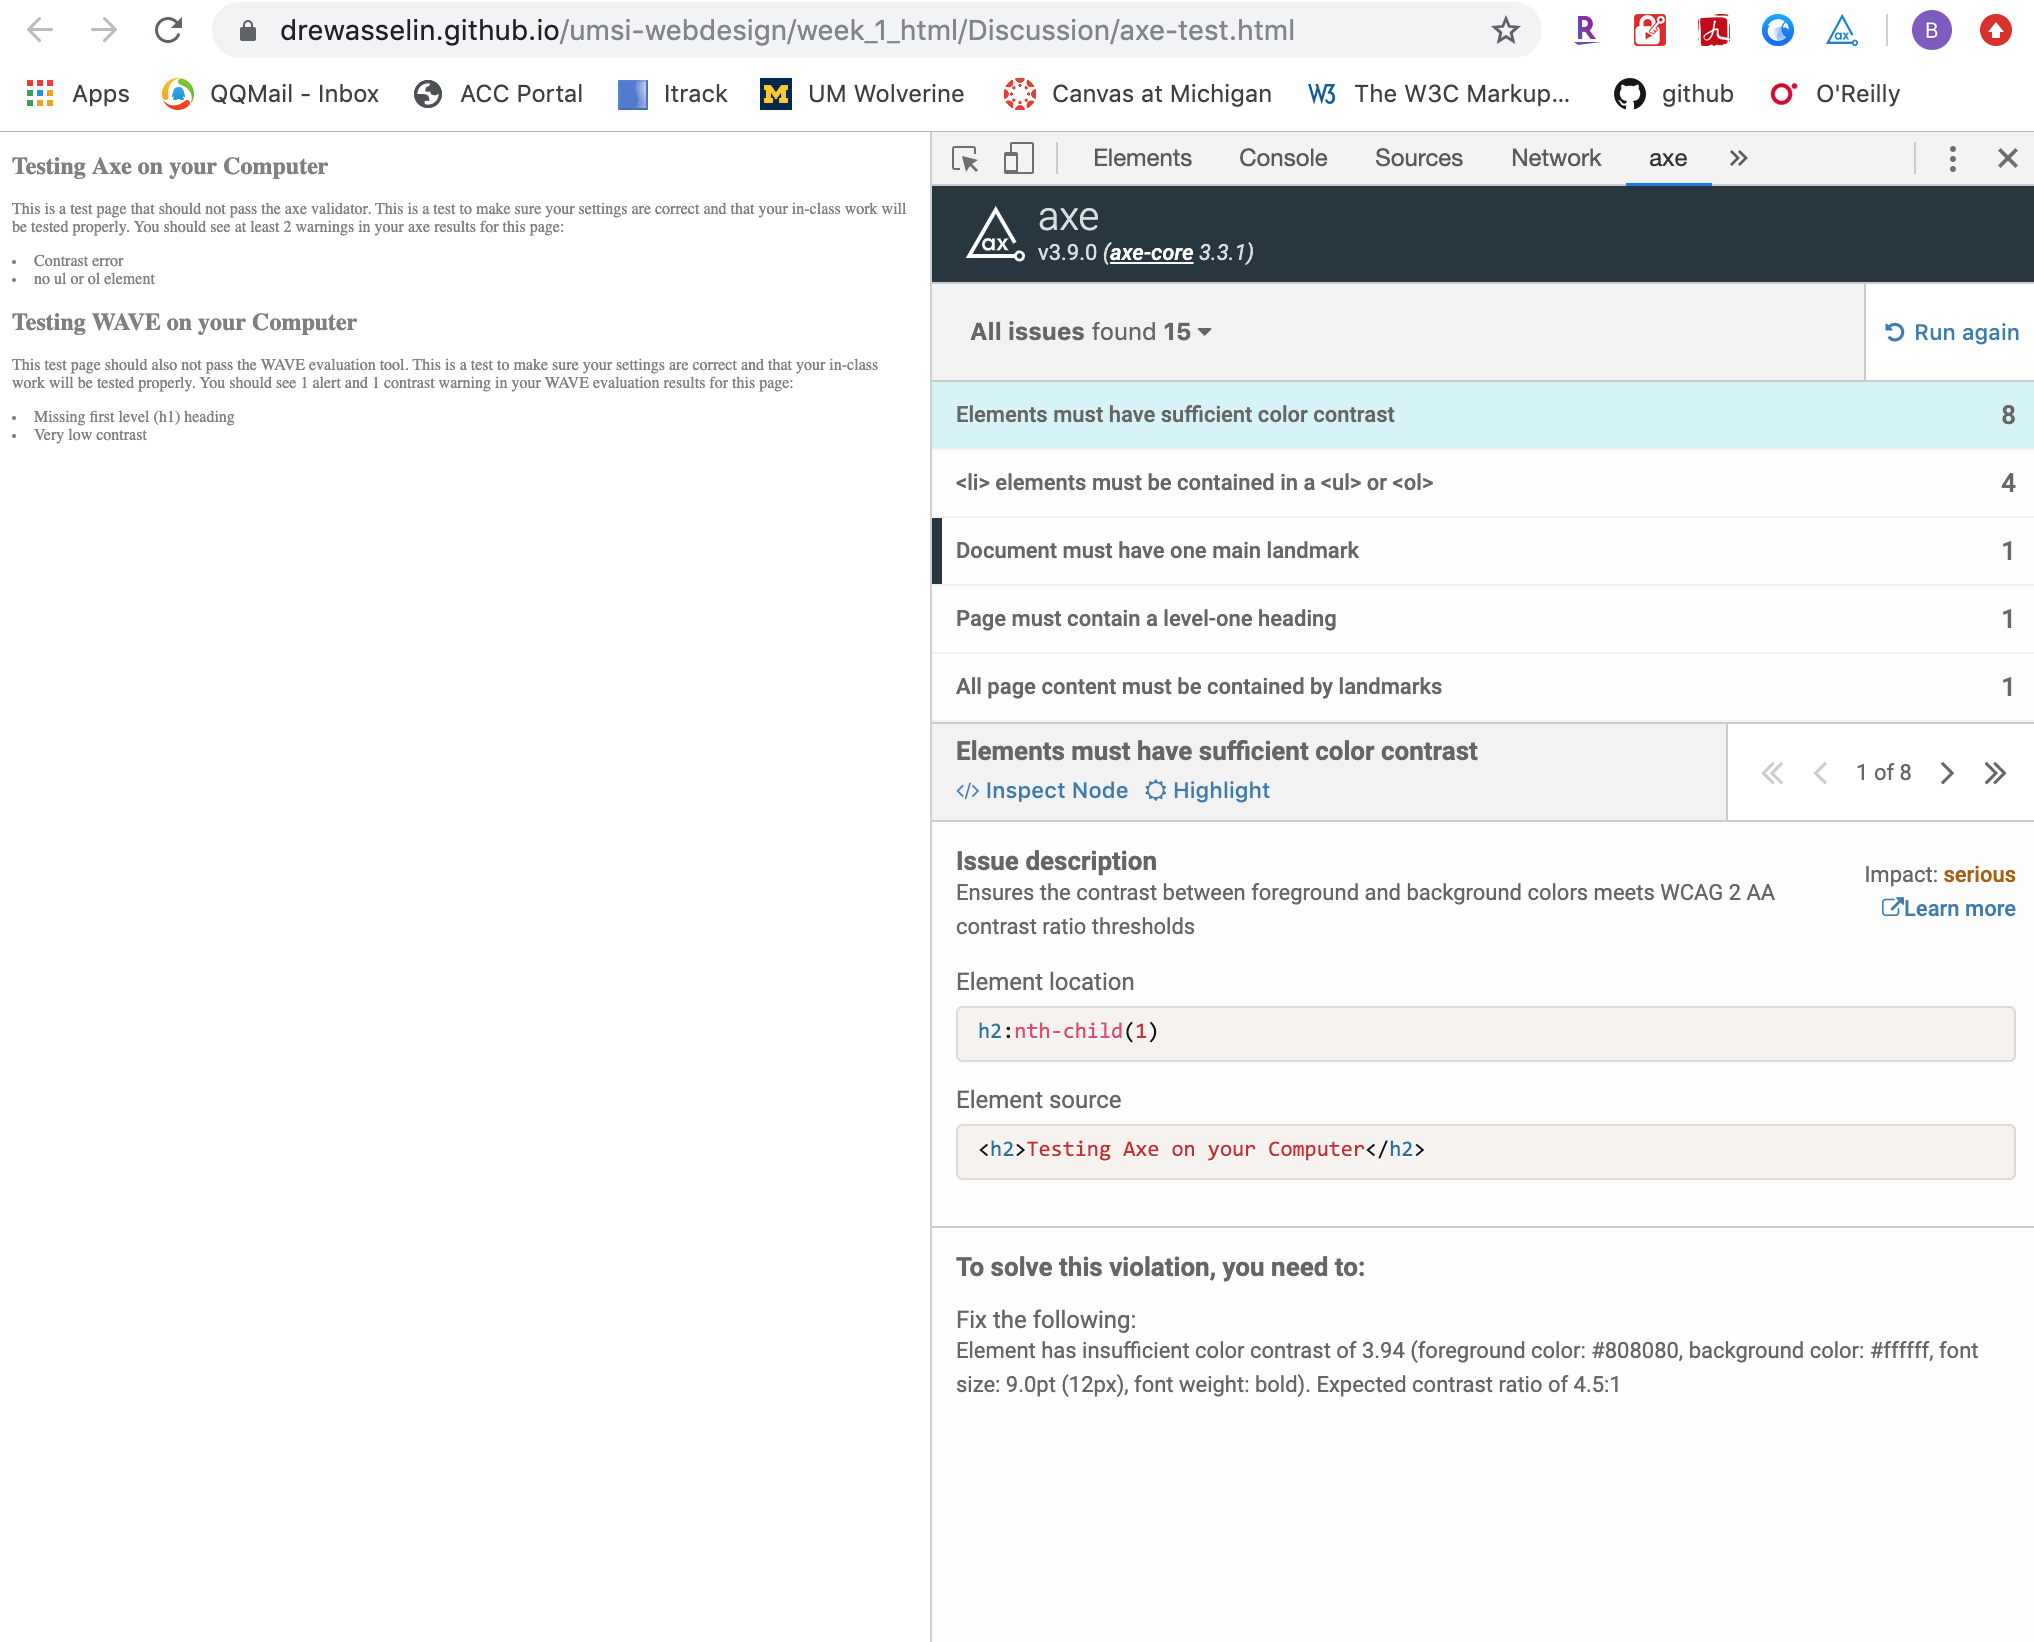 drewasselin.github.io/umsi-webdesign/week_1_html/Discussion/axe-test.html
B
Apps QQMail - Inbox ACC Portal Itrack UM Wolverine Canvas at Michigan The W3C Markup... github O'Reilly
Testing Axe on your Computer
This is a test page that should not pass the axe validator. This is a test to make sure your settings are correct and that your in-class work will
be tested properly. You should see at least 2 warnings in your axe results for this page:
• Contrast error
• no ul or ol element
Testing WAVE on your Computer
This test page should also not pass the WAVE evaluation tool. This is a test to make sure your settings are correct and that your in-class
work will be tested properly. You should see 1 alert and 1 contrast warning in your WAVE evaluation results for this page:
• Missing first level (h1) heading
• Very low contrast
Elements Console Sources Network axe
axe
v3.9.0 (axe-core 3.3.1)
All issues found 15
Run again
Elements must have sufficient color contrast 8
<li> elements must be contained in a <ul> or <ol> 4
Document must have one main landmark 1
Page must contain a level-one heading 1
All page content must be contained by landmarks 1
Elements must have sufficient color contrast
</> Inspect Node Highlight
1 of 8
Issue description
Ensures the contrast between foreground and background colors meets WCAG 2 AA
contrast ratio thresholds
Impact: serious
Learn more
Element location
h2:nth-child(1)
Element source
<h2>Testing Axe on your Computer</h2>
To solve this violation, you need to:
Fix the following:
Element has insufficient color contrast of 3.94 (foreground color: #808080, background color: #ffffff, font
size: 9.0pt (12px), font weight: bold). Expected contrast ratio of 4.5:1